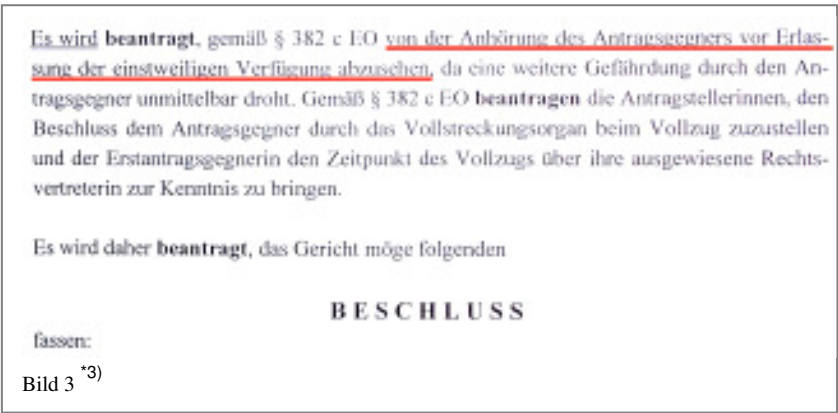 Es wird beantragt, gemäß § 382 c EO von der Anhörung des Antragsgegners vor Erlas-
sung der einstweiligen Verfügung abzusehen, da eine weitere Gefährdung durch den An-
tragsgegner unmittelbar droht. Gemäß § 382 c EO beantragen die Antragstellerinnen, den
Beschluss dem Antragsgegner durch das Vollstreckungsorgan beim Vollzug zuzustellen
und der Erstantragsgegnerin den Zeitpunkt des Vollzugs über ihre ausgewiesene Rechts-
vertreterin zur Kenntnis zu bringen.
Es wird daher beantragt, das Gericht möge folgenden
BESCHLUSS
fassen:
Bild 3 *3)